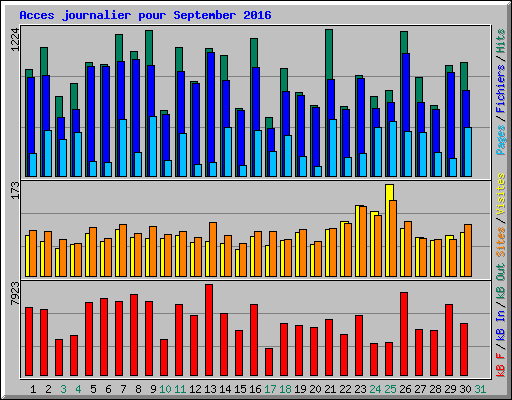 Acces journalier pour September 2016
1224
173
7923
Pages / Fichiers / Hits
Sites / Visites
kB F / kB In / kB Out
1 2 3 4 5 6 7 8 9 10 11 12 13 14 15 16 17 18 19 20 21 22 23 24 25 26 27 28 29 30 31